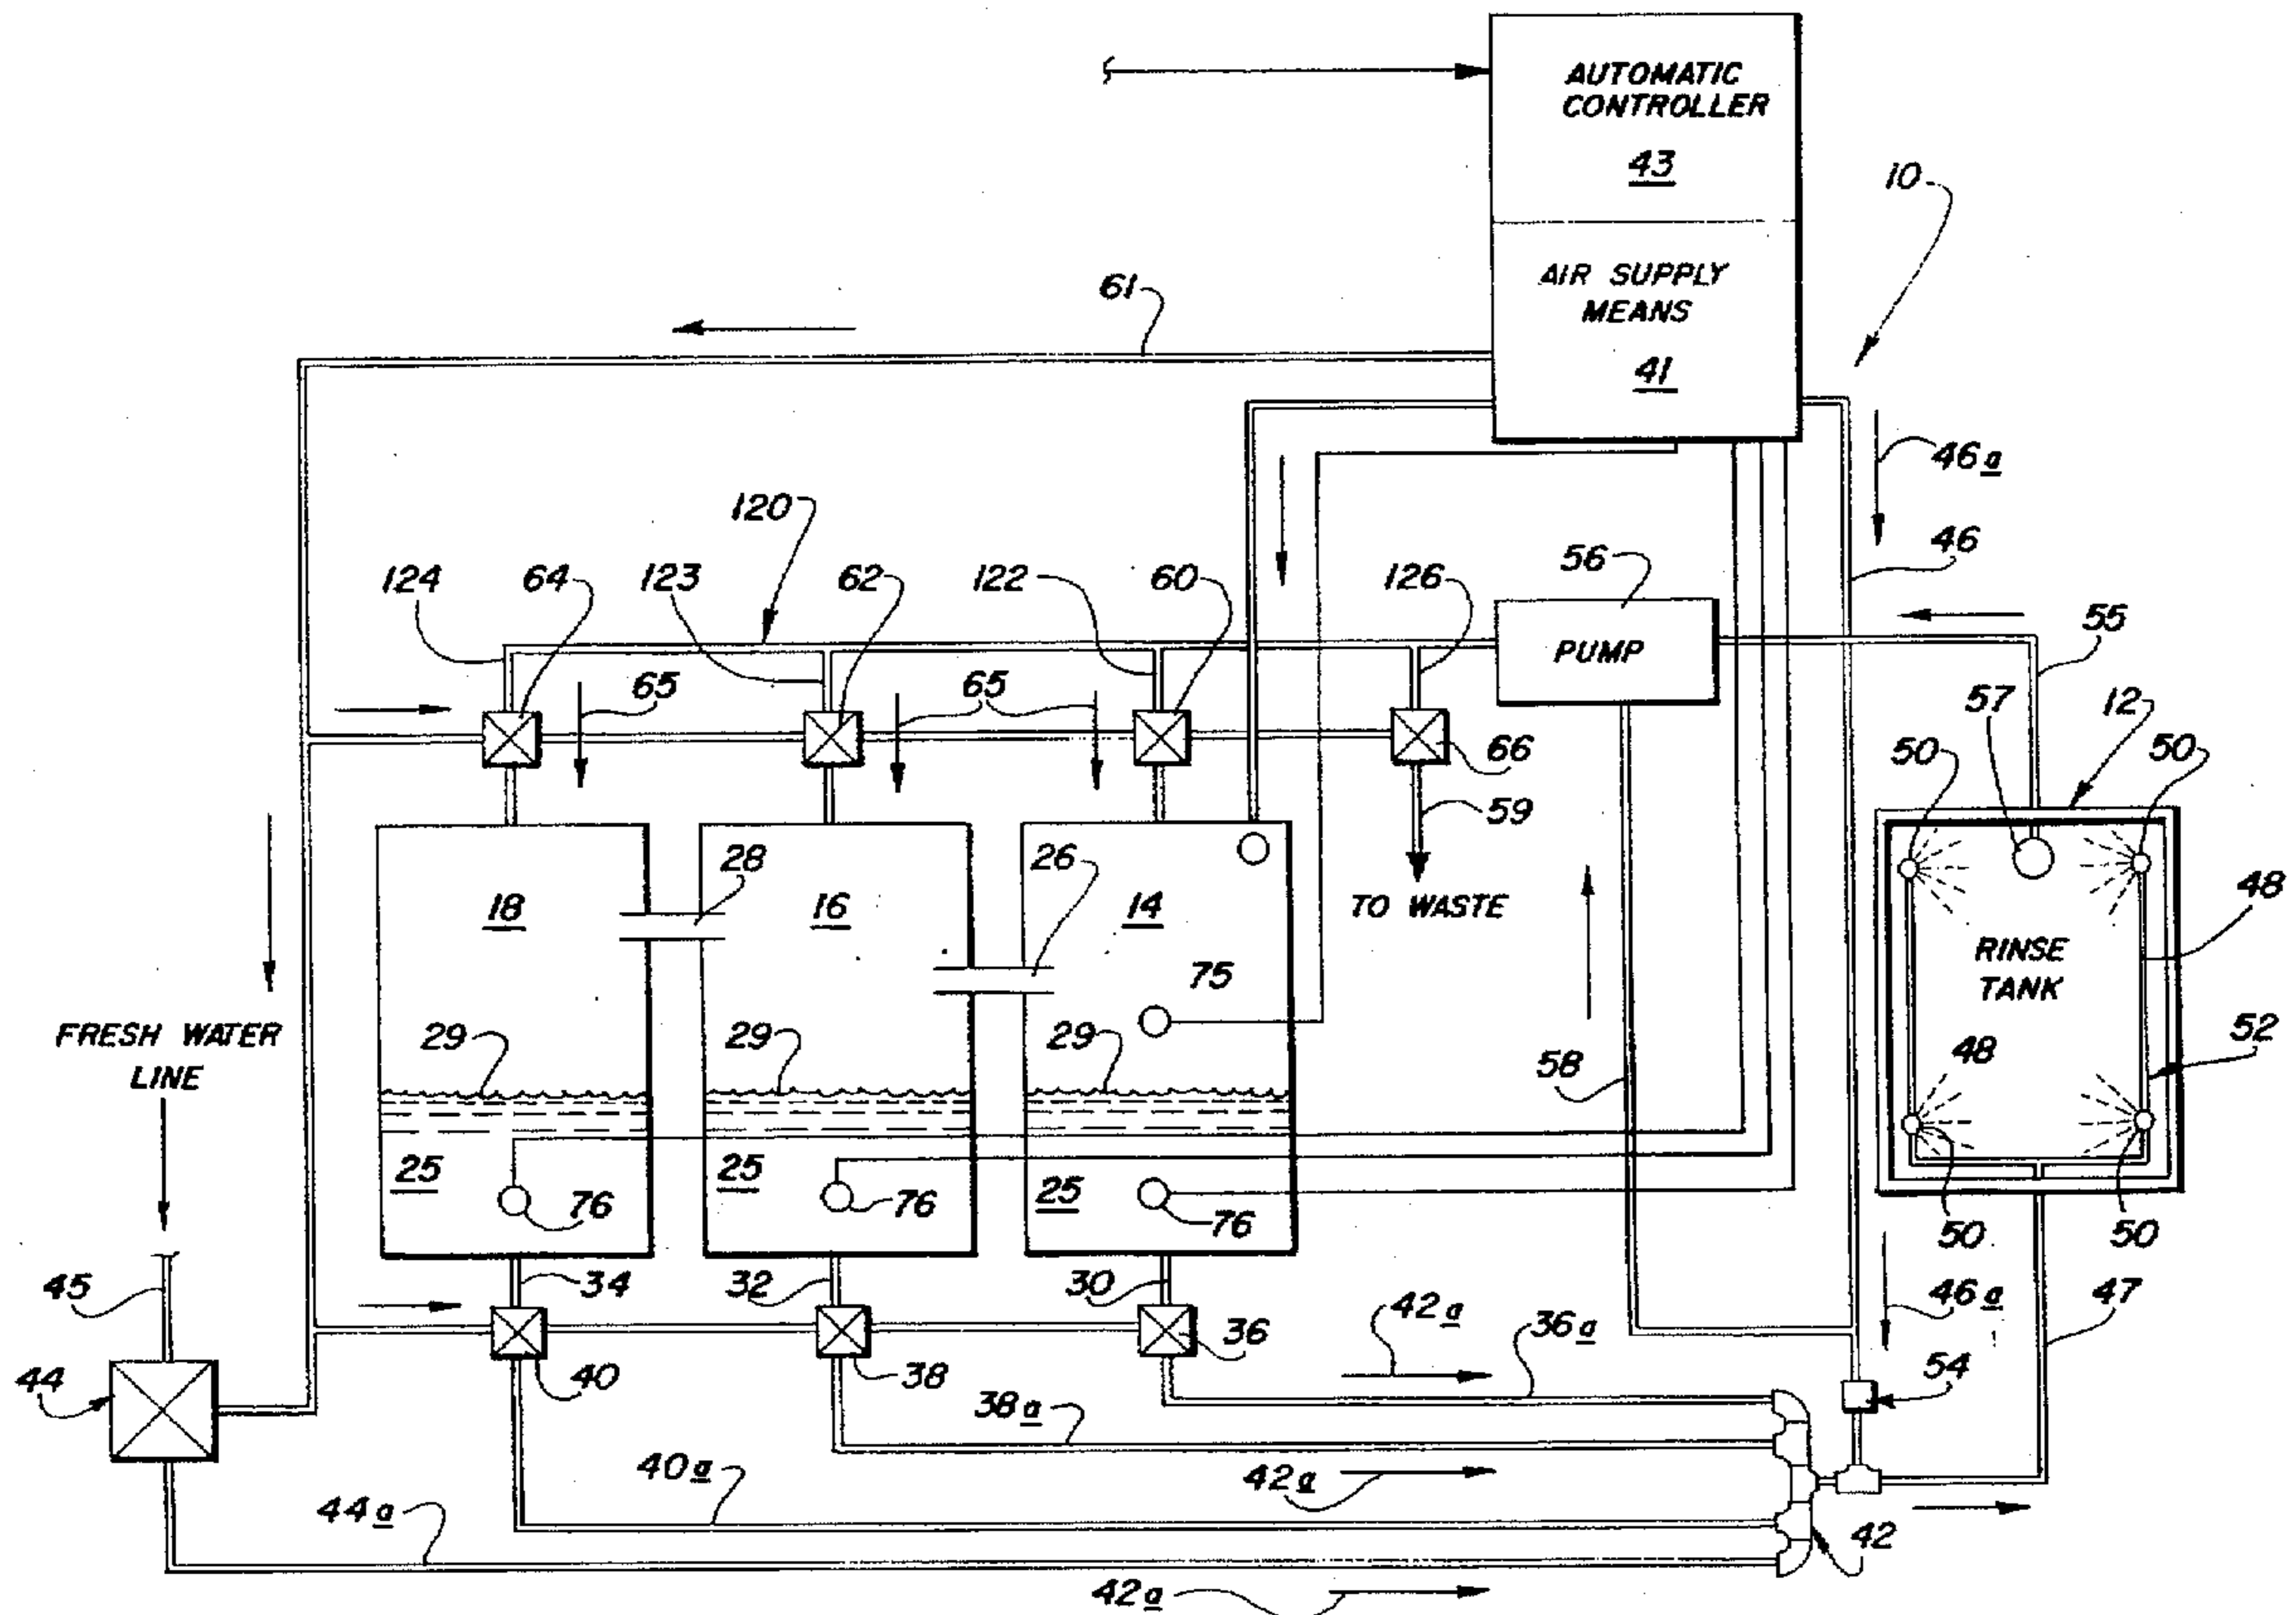 AUTOMATIC
CONTROLLER
43
10
AIR SUPPLY
MEANS
41
61
46a
46
120
124
64
123
62
122
60
126
56
PUMP
55
65
65
57
12
66
50
50
59
TO WASTE
28
26
18
16
14
48
RINSE
TANK
75
FRESH WATER
LINE
29
29
29
48
52
58
25
25
25
76
76
76
50
50
45
34
32
30
42a
36a
46a
47
44
40
38
36
54
38a
40a
42a
44a
42
42a